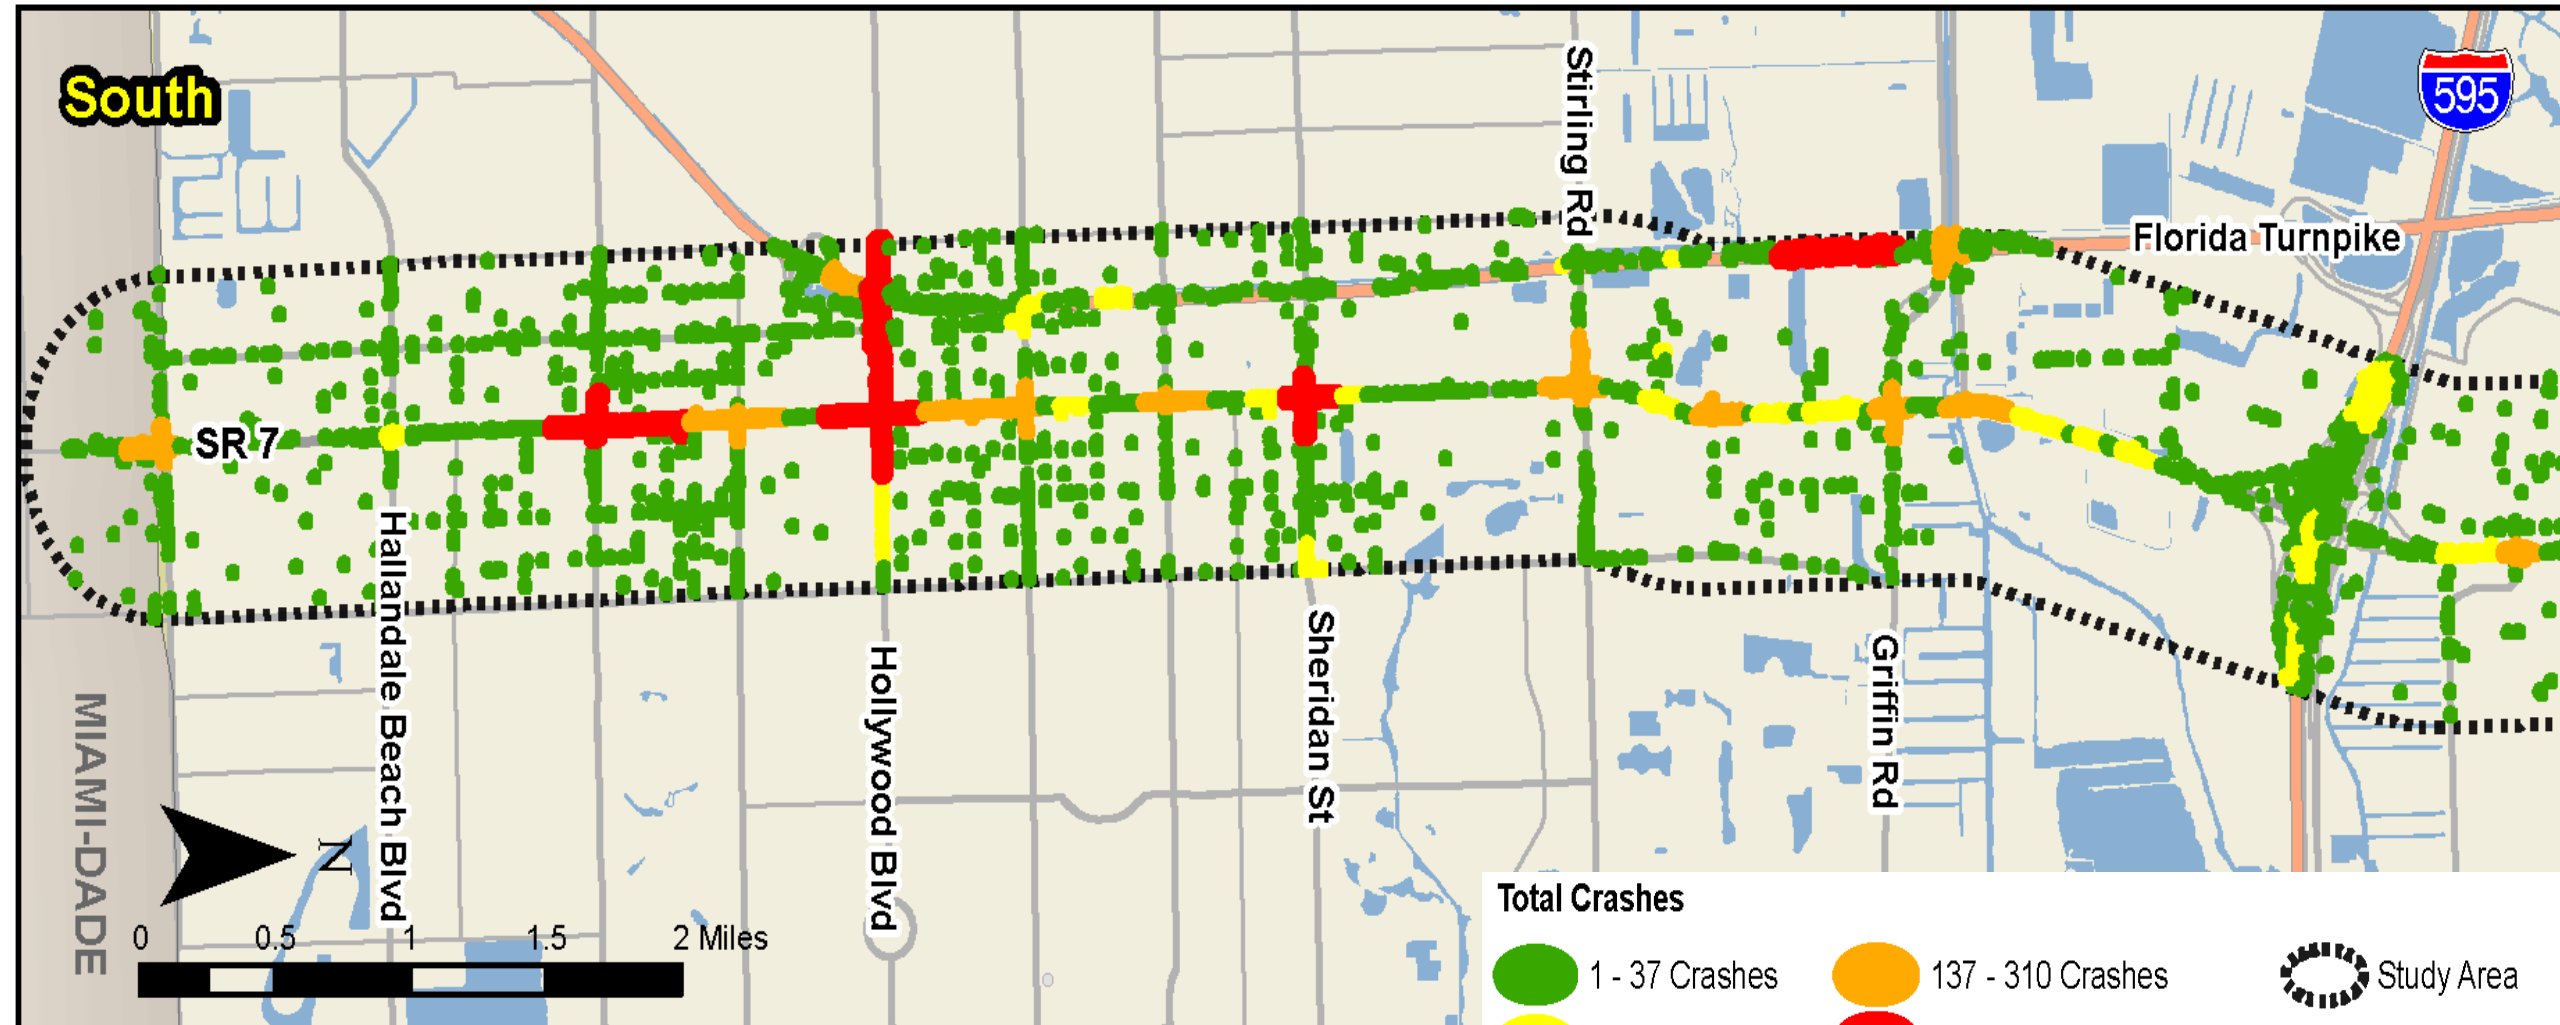 South
595
Stirling Rd
Florida Turnpike
SR 7
Hallandale Beach Blvd
Hollywood Blvd
Sheridan St
Griffin Rd
MIAMI-DADE
N
0 0.5 1 1.5 2 Miles
Total Crashes
1 - 37 Crashes
137 - 310 Crashes
Study Area